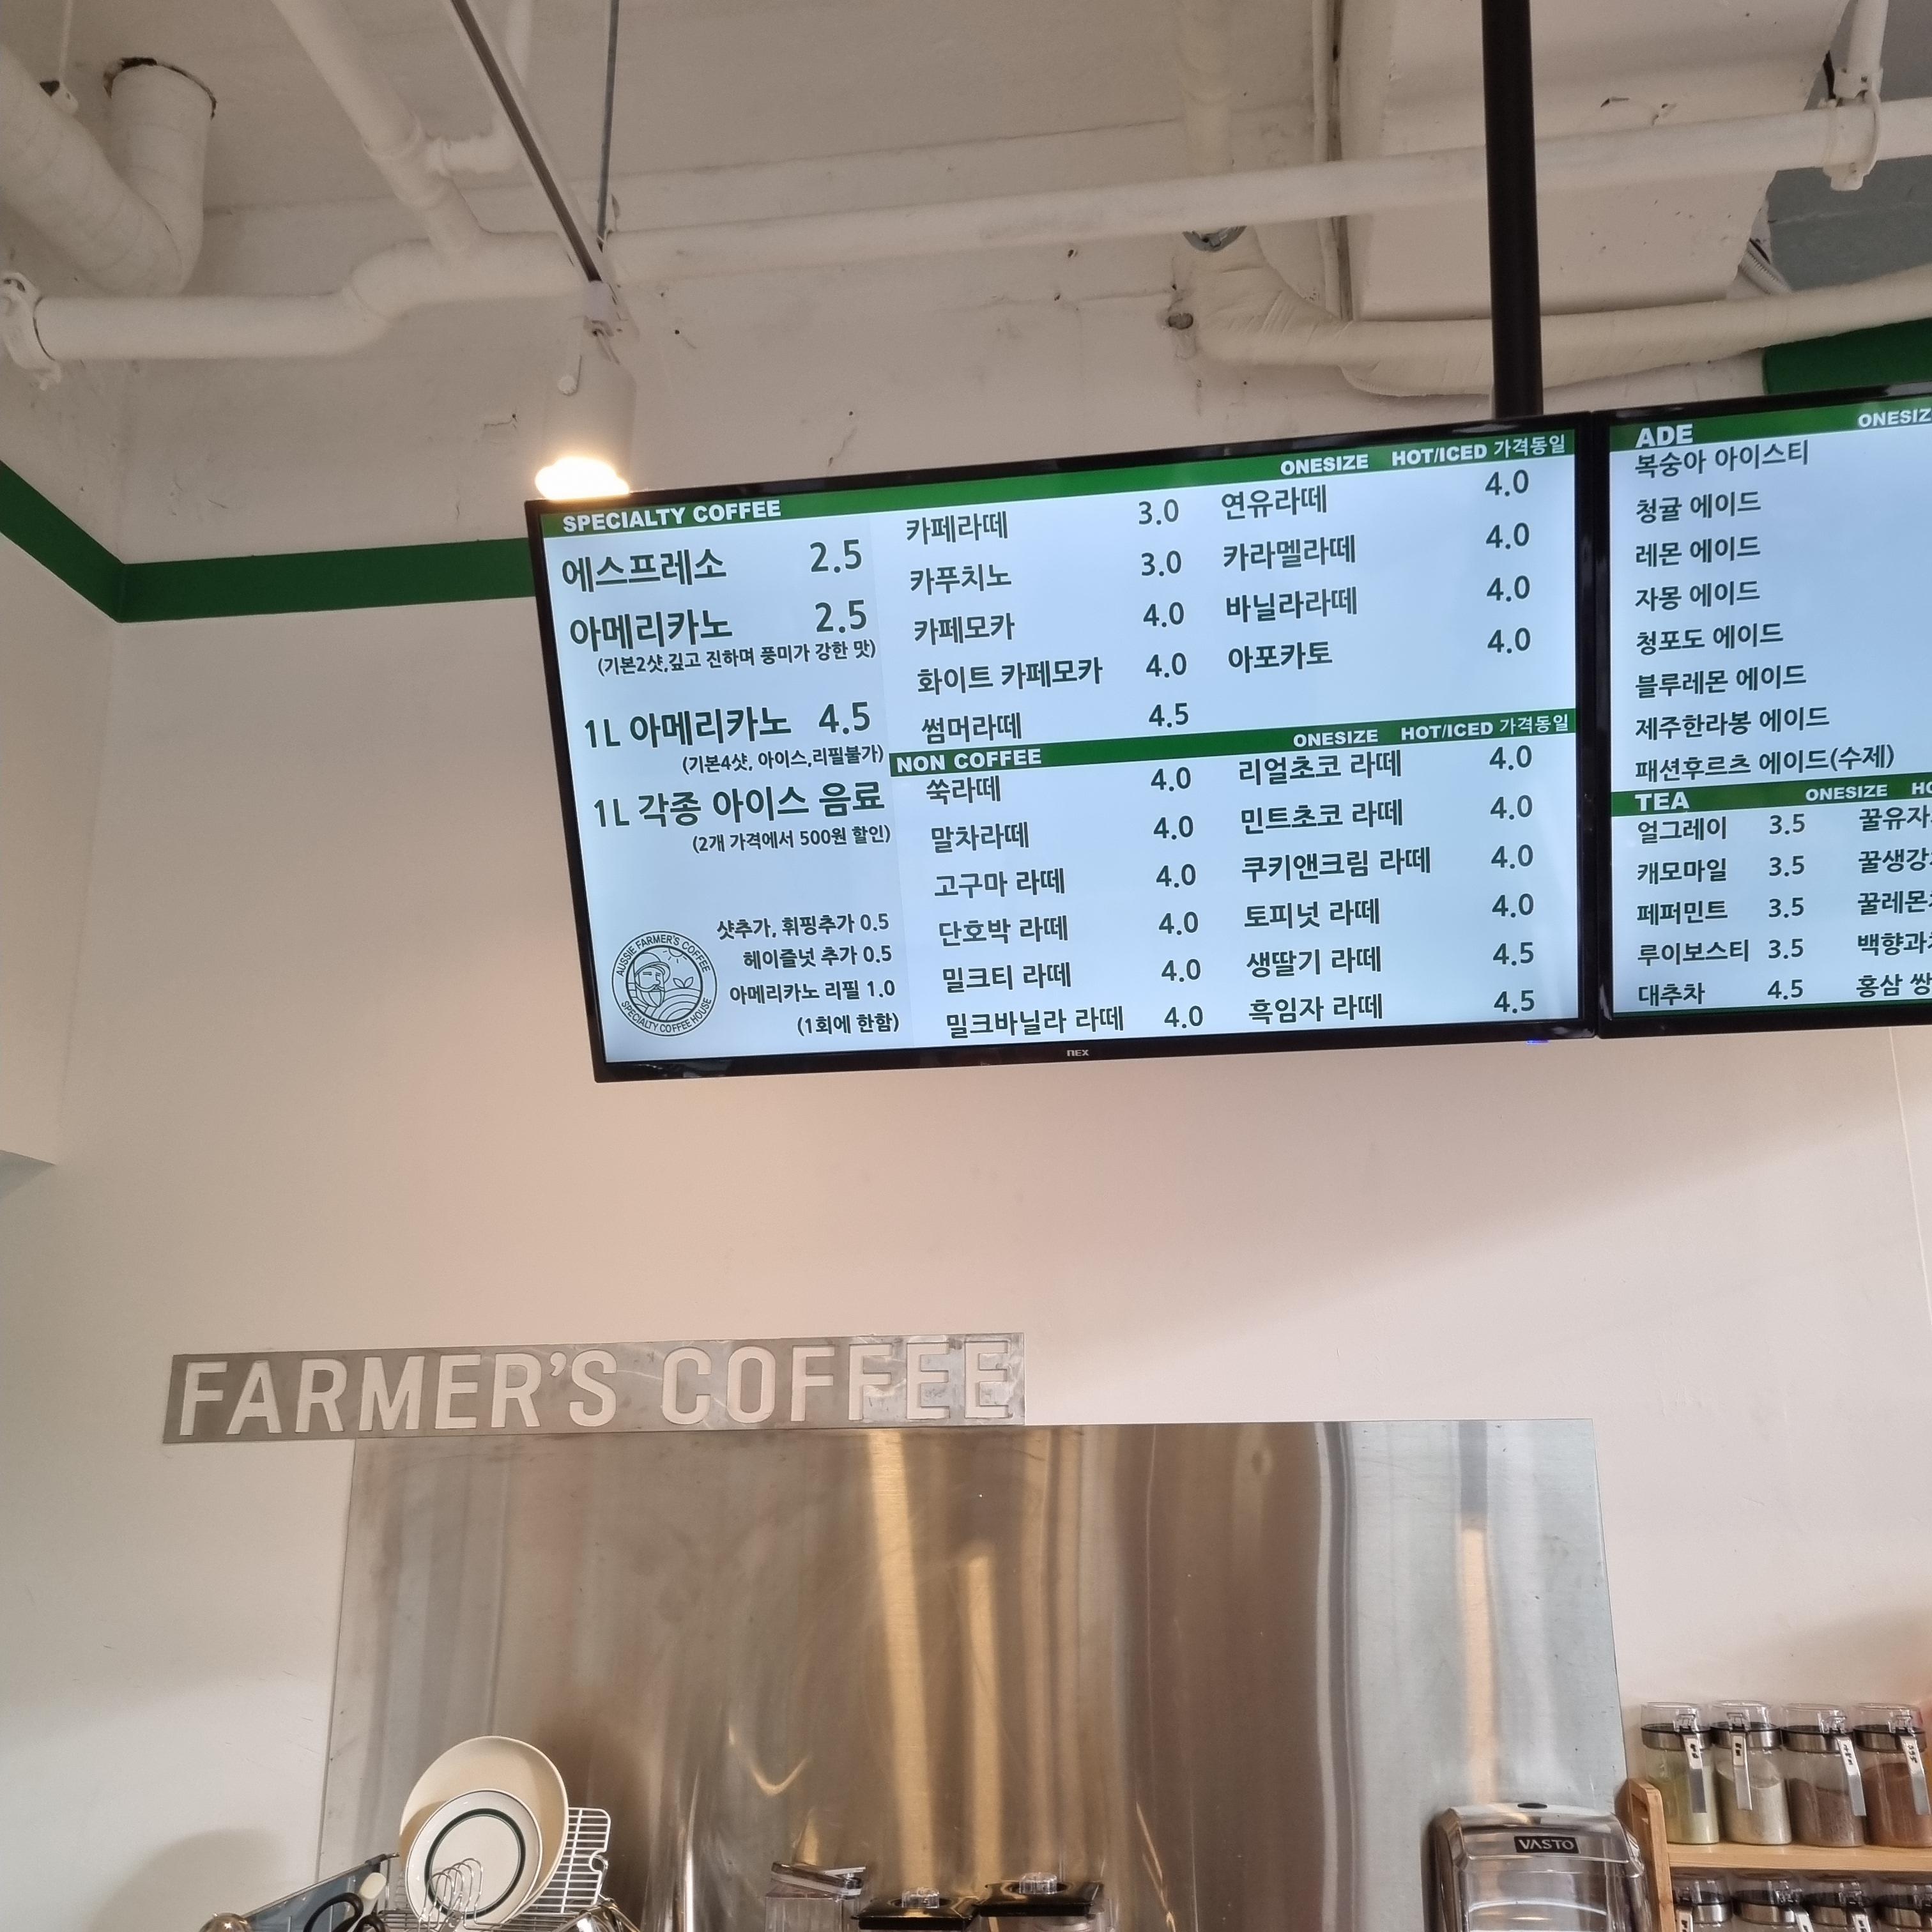 SPECIALTY COFFEE ONESIZE HOT/ICED 가격동일
에스프레소 2.5
아메리카노 2.5
(기본2샷,깊고 진하며 풍미가 강한 맛)
1L 아메리카노 4.5
(기본4샷, 아이스,리필불가)
1L 각종 아이스 음료
(2개 가격에서 500원 할인)
샷추가, 휘핑추가 0.5
헤이즐넛 추가 0.5
아메리카노 리필 1.0
(1회에 한함)
AUSSIE FARMER'S COFFEE
SPECIALTY COFFEE HOUSE
카페라떼 3.0
카푸치노 3.0
카페모카 4.0
화이트 카페모카 4.0
썸머라떼 4.5
연유라떼 4.0
카라멜라떼 4.0
바닐라라떼 4.0
아포카토 4.0
NON COFFEE ONESIZE HOT/ICED 가격동일
쑥라떼 4.0
말차라떼 4.0
고구마 라떼 4.0
단호박 라떼 4.0
밀크티 라떼 4.0
밀크바닐라 라떼 4.0
리얼초코 라떼 4.0
민트초코 라떼 4.0
쿠키앤크림 라떼 4.0
토피넛 라떼 4.0
생딸기 라떼 4.5
흑임자 라떼 4.5
nex
ADE
복숭아 아이스티
청귤 에이드
레몬 에이드
자몽 에이드
청포도 에이드
블루레몬 에이드
제주한라봉 에이드
패션후르츠 에이드(수제)
TEA ONESIZE
얼그레이 3.5
캐모마일 3.5
페퍼민트 3.5
루이보스티 3.5
대추차 4.5
홍삼
FARMER'S COFFEE
VASTO